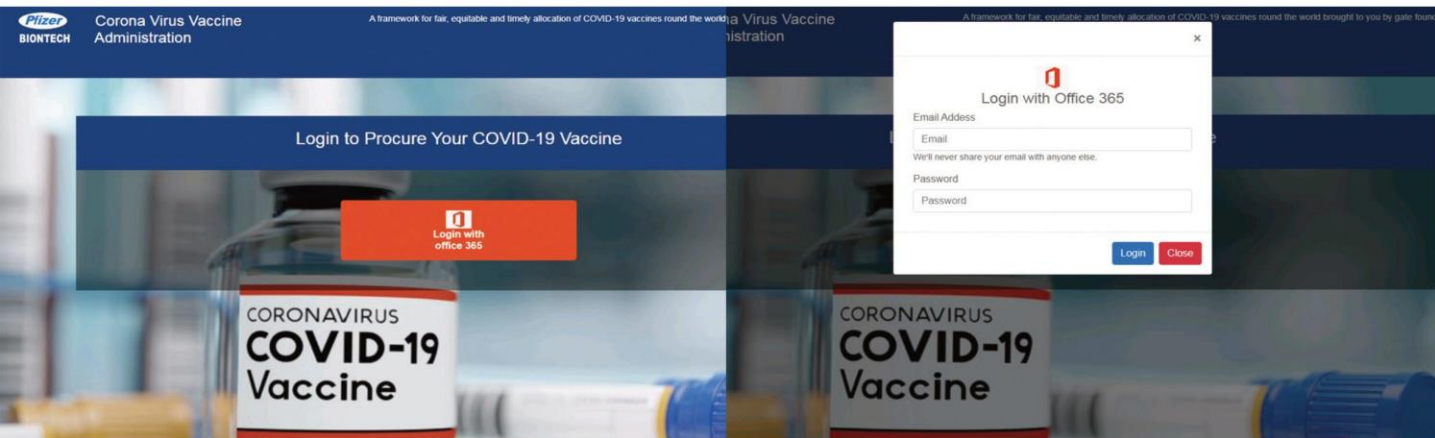 Pfizer
BIONTECH
Corona Virus Vaccine
Administration
A framework for fair, equitable and timely allocation of COVID-19 vaccines round the world
Login to Procure Your COVID-19 Vaccine
Login with
office 365
CORONAVIRUS
COVID-19
Vaccine
a Virus Vaccine
istration
A framework for fair, equitable and timely allocation of COVID-19 vaccines round the world brought to you by gate found
×
Login with Office 365
Email Addess
Email
We'll never share your email with anyone else.
Password
Password
Login
Close
CORONAVIRUS
COVID-19
Vaccine